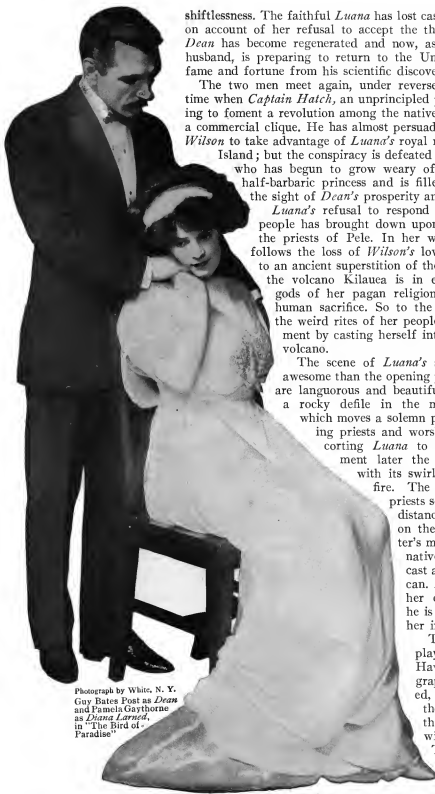 shiftlessness. The faithful Luana has lost cas
on account of her refusal to accept the th
Dean has become regenerated and now, as
husband, is preparing to return to the Un
fame and fortune from his scientific discove
The two men meet again, under reverse
time when Captain Hatch, an unprincipled
ing to foment a revolution among the native
a commercial clique. He has almost persuad
Wilson to take advantage of Luana's royal r
Island; but the conspiracy is defeated
who has begun to grow weary of
half-barbaric princess and is fille
the sight of Dean's prosperity an
Luana's refusal to respond
people has brought down upon
the priests of Pele. In her w
follows the loss of Wilson's lov
to an ancient superstition of the
the volcano Kilauea is in e
gods of her pagan religion
human sacrifice. So to the
the weird rites of her people
ment by casting herself int
volcano.
The scene of Luana's
awesome than the opening
are languorous and beautiful
a rocky defile in the m
which moves a solemn p
ing priests and wors
corting Luana to
ment later the
with its swirl
fire. The
priests s
distanc
on the
ter's m
native
cast a
can.
her
he is
her i
T
play
Hav
grap
ed,
the
th
wi
Photograph by White, N. Y.
Guy Bates Post as Dean
and Pamela Gaythorne
as Diana Larned,
in "The Bird of
Paradise"